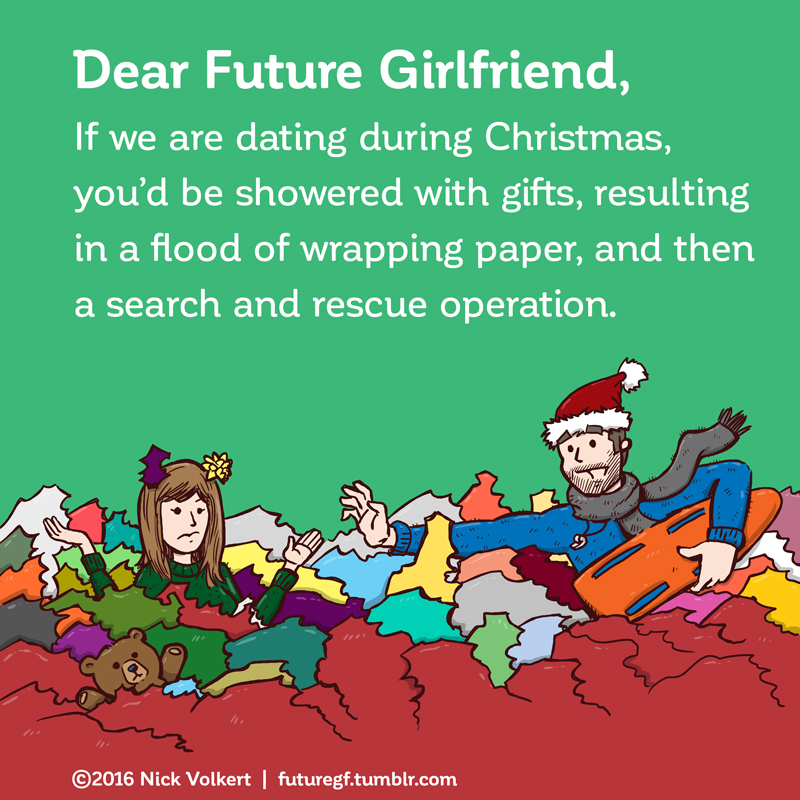 Dear Future Girlfriend,
If we are dating during Christmas,
you’d be showered with gifts, resulting
in a flood of wrapping paper, and then
a search and rescue operation.
©2016 Nick Volkert | futuregf.tumblr.com